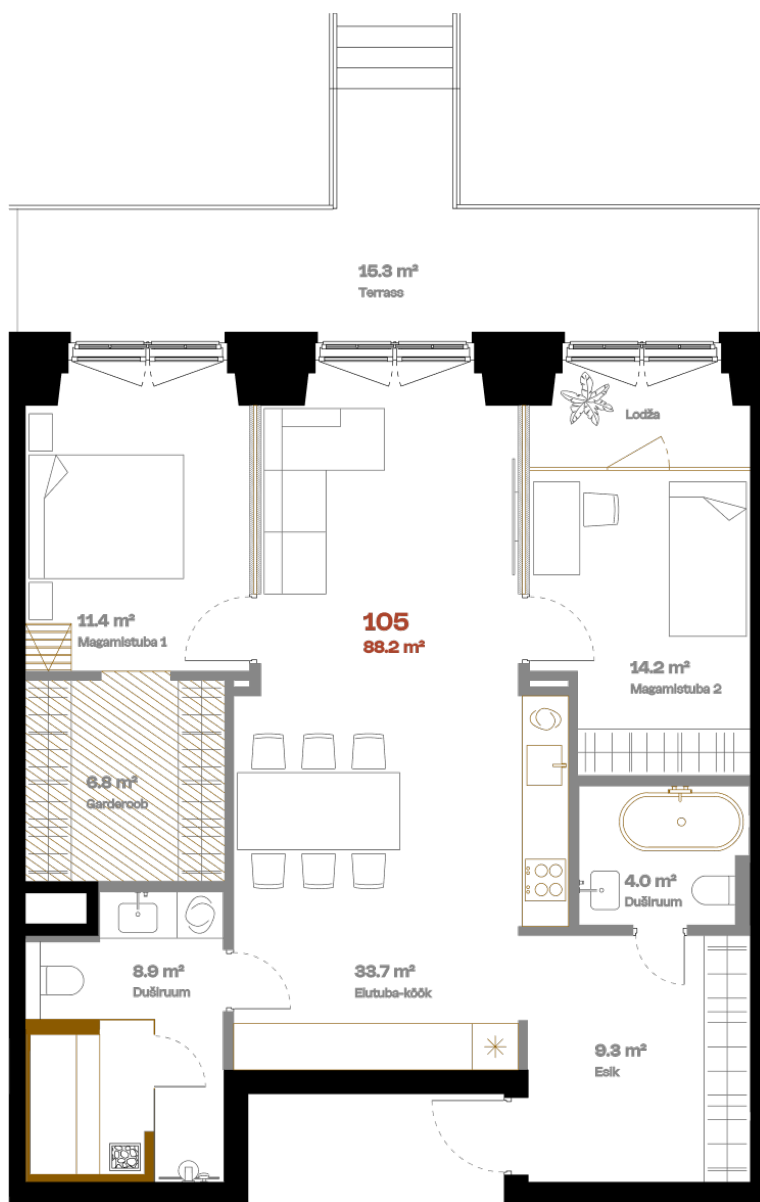 15.3 m²
Terrass
Lodža
11.4 m²
Magamistuba 1
105
88.2 m²
14.2 m²
Magamistuba 2
6.8 m²
Garderoob
4.0 m²
Duširuum
8.9 m²
Duširuum
33.7 m²
Elutuba-köök
9.3 m²
Esik